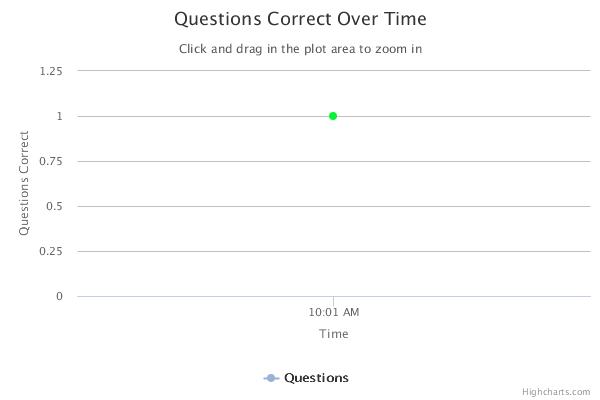 Questions Correct Over Time
Click and drag in the plot area to zoom in
1.25
1
0.75
0.5
0.25
0
Questions Correct
10:01 AM
Time
Questions
Highcharts.com